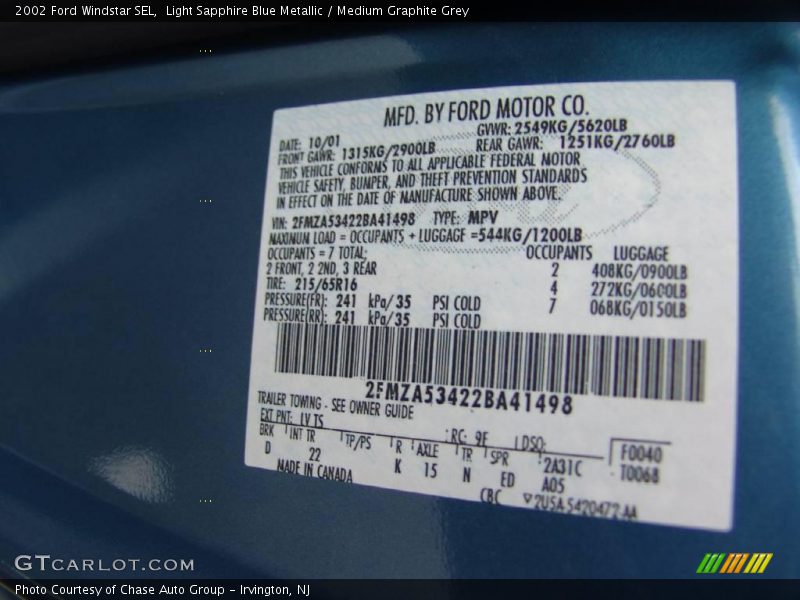 2002 Ford Windstar SEL,  Light Sapphire Blue Metallic / Medium Graphite Grey
MFD. BY FORD MOTOR CO.
DATE: 10/01 GVWR: 2549KG/5620LB
FRONT GAWR: 1315KG/2900LB REAR GAWR: 1251KG/2760LB
THIS VEHICLE CONFORMS TO ALL APPLICABLE FEDERAL MOTOR
VEHICLE SAFETY, BUMPER, AND THEFT PREVENTION STANDARDS
IN EFFECT ON THE DATE OF MANUFACTURE SHOWN ABOVE.
VIN: 2FMZA53422BA41498 TYPE: MPV
MAXIMUM LOAD = OCCUPANTS + LUGGAGE =544KG/1200LB
OCCUPANTS = 7 TOTAL; OCCUPANTS LUGGAGE
2 FRONT, 2 2ND, 3 REAR 2 408KG/0900LB
TIRE: 215/65R16 4 272KG/0600LB
PRESSURE(FR): 241 kPa/35 PSI COLD 7 068KG/0150LB
PRESSURE(RR): 241 kPa/35 PSI COLD
2FMZA53422BA41498
TRAILER TOWING - SEE OWNER GUIDE
EXT PNT: LV TS RC: 9E DSO: F0040
BRK INT TR TP/PS R AXLE TR SPR 2A31C T0068
D 22 K 15 N ED A05
MADE IN CANADA CBC ▽2U5A-5420472-AA
GTCARLOT.COM
Photo Courtesy of Chase Auto Group - Irvington, NJ